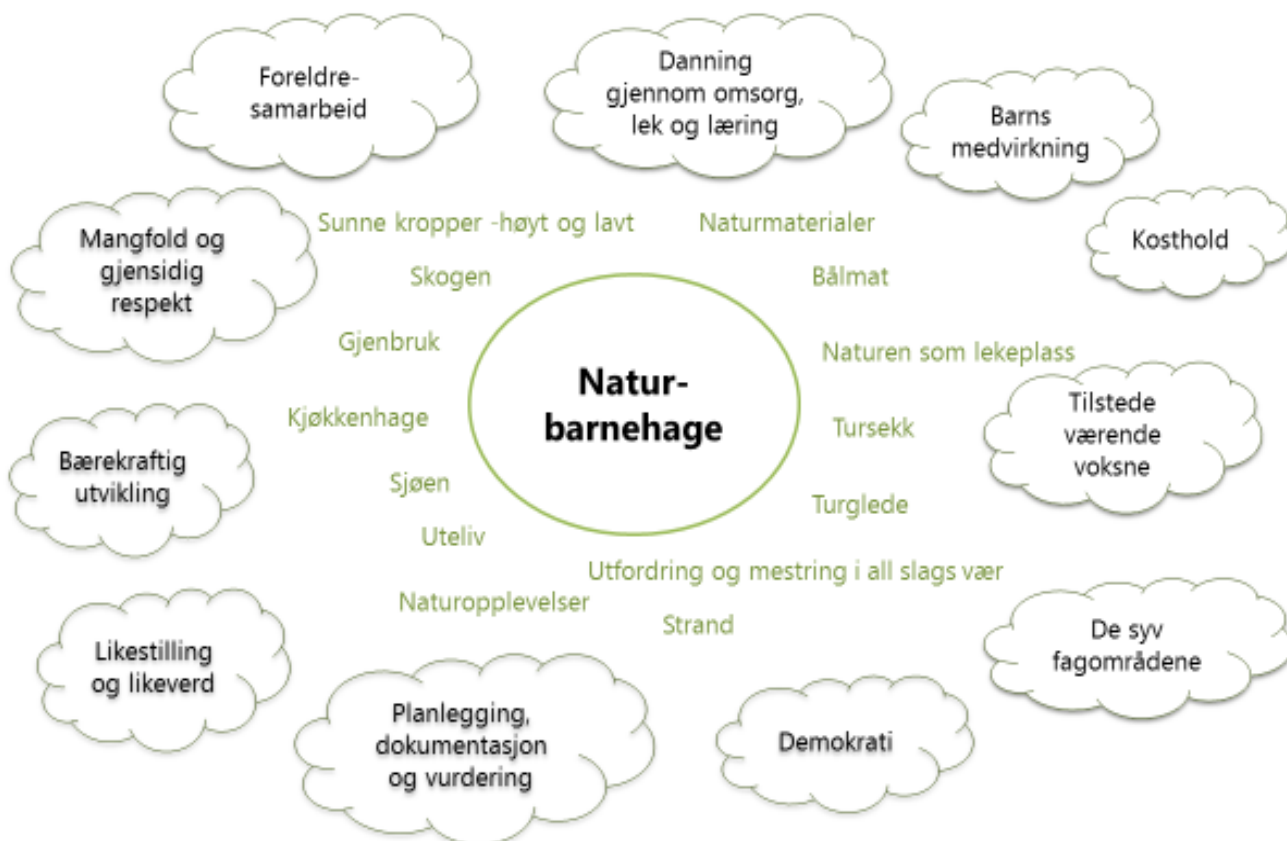 Foreldre-
samarbeid
Danning
gjennom omsorg,
lek og læring
Barns
medvirkning
Mangfold og
gjensidig
respekt
Sunne kropper -høyt og lavt
Naturmaterialer
Kosthold
Skogen
Bålmat
Gjenbruk
Naturen som lekeplass
Natur-
barnehage
Kjøkkenhage
Tursekk
Tilstede
værende
voksne
Bærekraftig
utvikling
Sjøen
Turglede
Uteliv
Utfordring og mestring i all slags vær
Naturopplevelser
Strand
Likestilling
og likeverd
De syv
fagområdene
Planlegging,
dokumentasjon
og vurdering
Demokrati